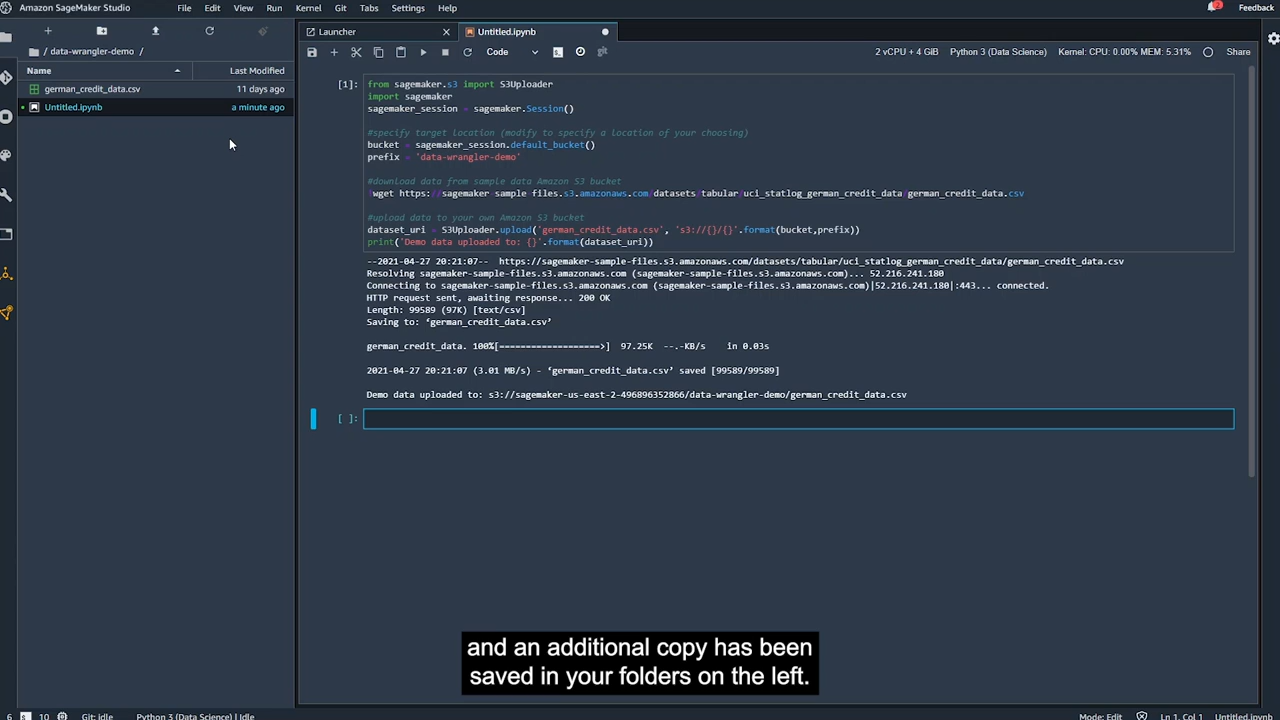 Amazon SageMaker Studio File Edit View Run Kernel Git Tabs Settings Help 2 Feedback
/ data-wrangler-demo /
Name Last Modified
german_credit_data.csv 11 days ago
Untitled.ipynb a minute ago
Launcher Untitled.ipynb
Code 2 vCPU + 4 GiB Python 3 (Data Science) Kernel: CPU: 0.00% MEM: 5.31% Share
[1]: from sagemaker.s3 import S3Uploader
import sagemaker
sagemaker_session = sagemaker.Session()
#specify target location (modify to specify a location of your choosing)
bucket = sagemaker_session.default_bucket()
prefix = 'data-wrangler-demo'
#download data from sample data Amazon S3 bucket
!wget https://sagemaker-sample-files.s3.amazonaws.com/datasets/tabular/uci_statlog_german_credit_data/german_credit_data.csv
#upload data to your own Amazon S3 bucket
dataset_uri = S3Uploader.upload('german_credit_data.csv', 's3://{}/{}'.format(bucket,prefix))
print('Demo data uploaded to: {}'.format(dataset_uri))
--2021-04-27 20:21:07-- https://sagemaker-sample-files.s3.amazonaws.com/datasets/tabular/uci_statlog_german_credit_data/german_credit_data.csv
Resolving sagemaker-sample-files.s3.amazonaws.com (sagemaker-sample-files.s3.amazonaws.com)... 52.216.241.180
Connecting to sagemaker-sample-files.s3.amazonaws.com (sagemaker-sample-files.s3.amazonaws.com)|52.216.241.180|:443... connected.
HTTP request sent, awaiting response... 200 OK
Length: 99589 (97K) [text/csv]
Saving to: ‘german_credit_data.csv’
german_credit_data. 100%[===================>] 97.25K --.-KB/s in 0.03s
2021-04-27 20:21:07 (3.01 MB/s) - ‘german_credit_data.csv’ saved [99589/99589]
Demo data uploaded to: s3://sagemaker-us-east-2-496896352866/data-wrangler-demo/german_credit_data.csv
[ ]:
and an additional copy has been
saved in your folders on the left.
6 10 Git: idle Python 3 (Data Science) | Idle Mode: Edit Ln 1, Col 1 Untitled.ipynb